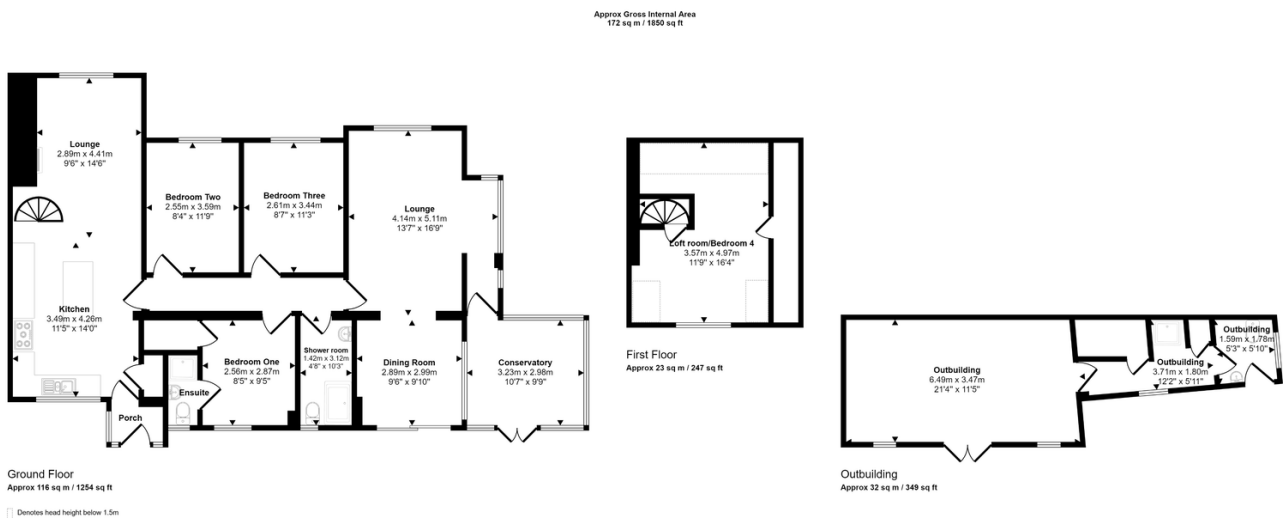 Approx Gross Internal Area
172 sq m / 1850 sq ft
Lounge
2.89m x 4.41m
9'6" x 14'6"
Bedroom Two
2.55m x 3.59m
8'4" x 11'9"
Bedroom Three
2.61m x 3.44m
8'7" x 11'3"
Lounge
4.14m x 5.11m
13'7" x 16'9"
Kitchen
3.49m x 4.26m
11'5" x 14'0"
Bedroom One
2.56m x 2.87m
8'5" x 9'5"
Ensuite
Shower room
1.42m x 3.12m
4'8" x 10'3"
Dining Room
2.89m x 2.99m
9'6" x 9'10"
Conservatory
3.23m x 2.98m
10'7" x 9'9"
Porch
Ground Floor
Approx 116 sq m / 1254 sq ft
Denotes head height below 1.5m
Loft room/Bedroom 4
3.57m x 4.97m
11'9" x 16'4"
First Floor
Approx 23 sq m / 247 sq ft
Outbuilding
6.49m x 3.47m
21'4" x 11'5"
Outbuilding
3.71m x 1.80m
12'2" x 5'11"
Outbuilding
1.59m x 1.78m
5'3" x 5'10"
Outbuilding
Approx 32 sq m / 349 sq ft